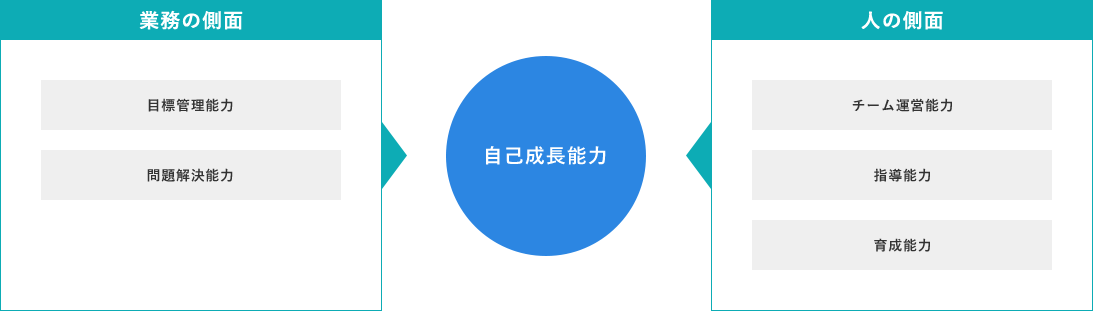 業務の側面
目標管理能力
問題解決能力
自己成長能力
人の側面
チーム運営能力
指導能力
育成能力